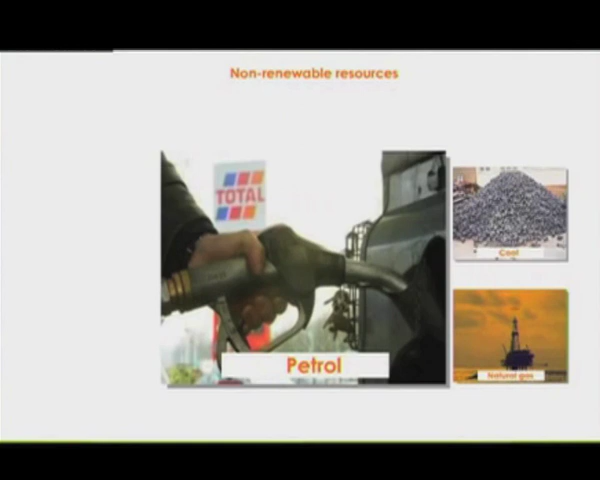 Non-renewable resources
TOTAL
Petrol
Coal
Natural gas